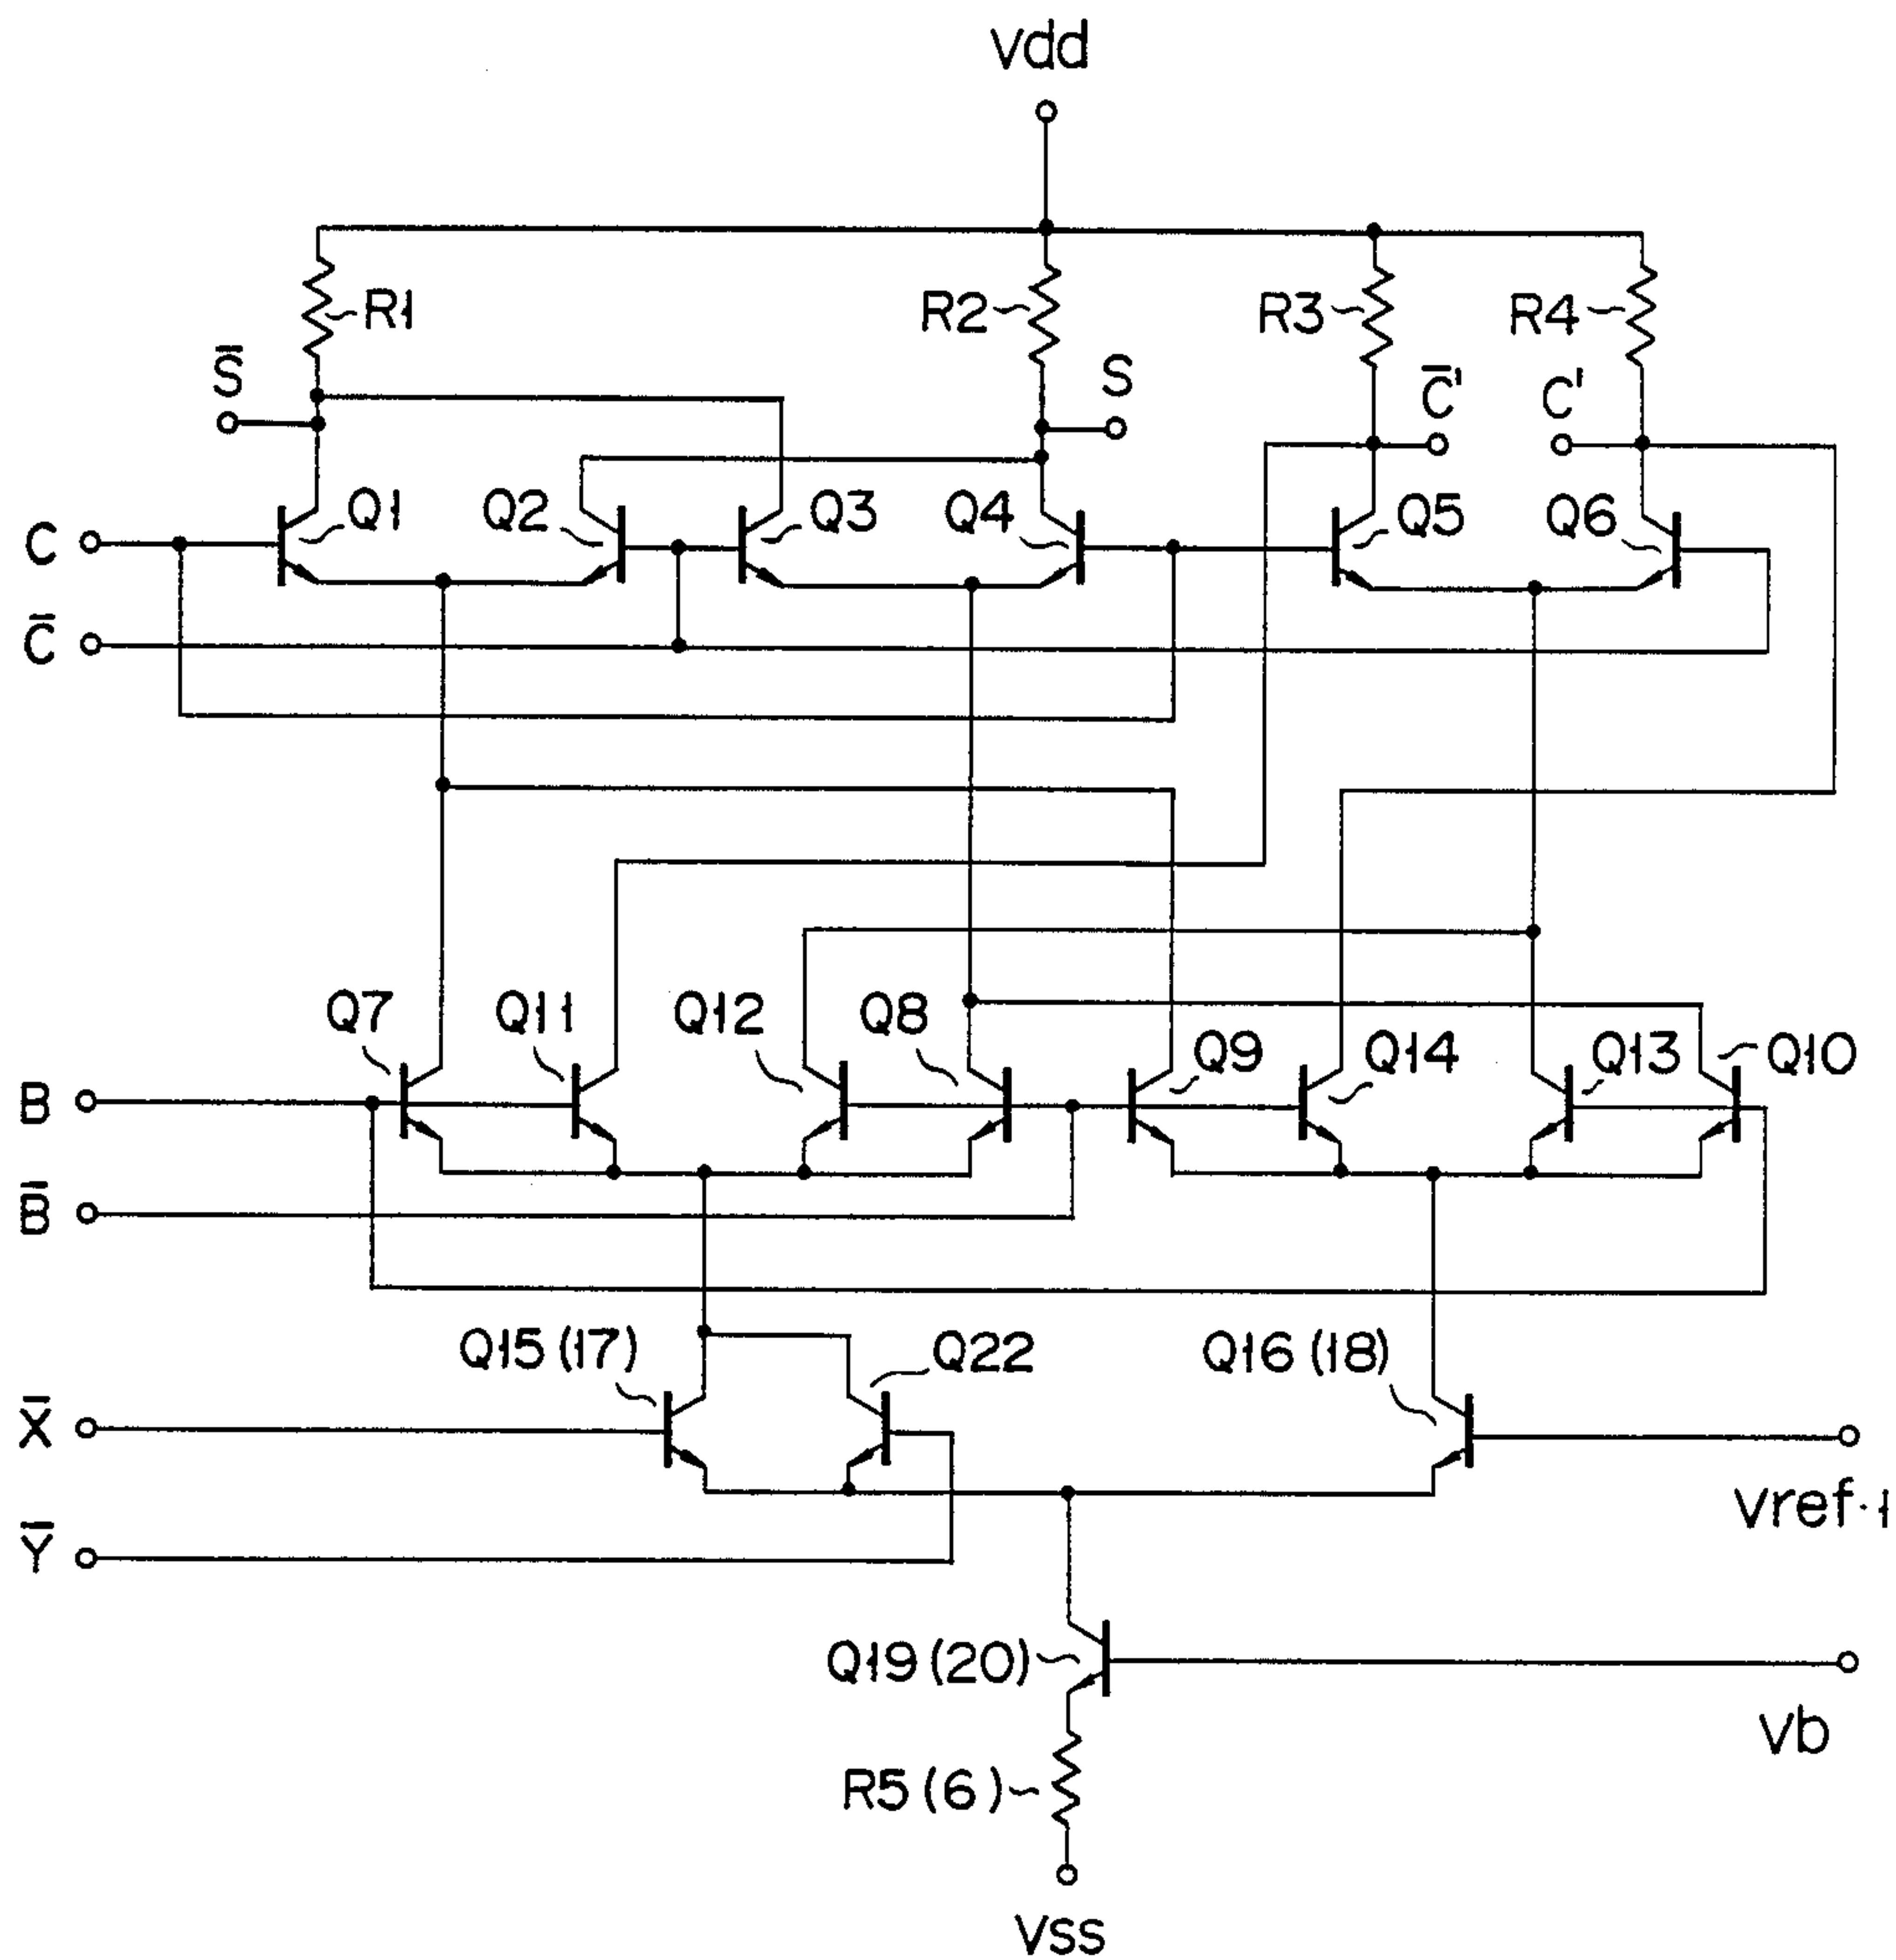 Vdd
R1
R2
R3
R4
S̅
S
C̅'
C'
Q1
Q2
Q3
Q4
Q5
Q6
C
C̅
Q7
Q11
Q12
Q8
Q9
Q14
Q13
Q10
B
B̅
Q15 (17)
Q22
Q16 (18)
X̅
Vref·1
Y̅
Q19 (20)
Vb
R5 (6)
Vss